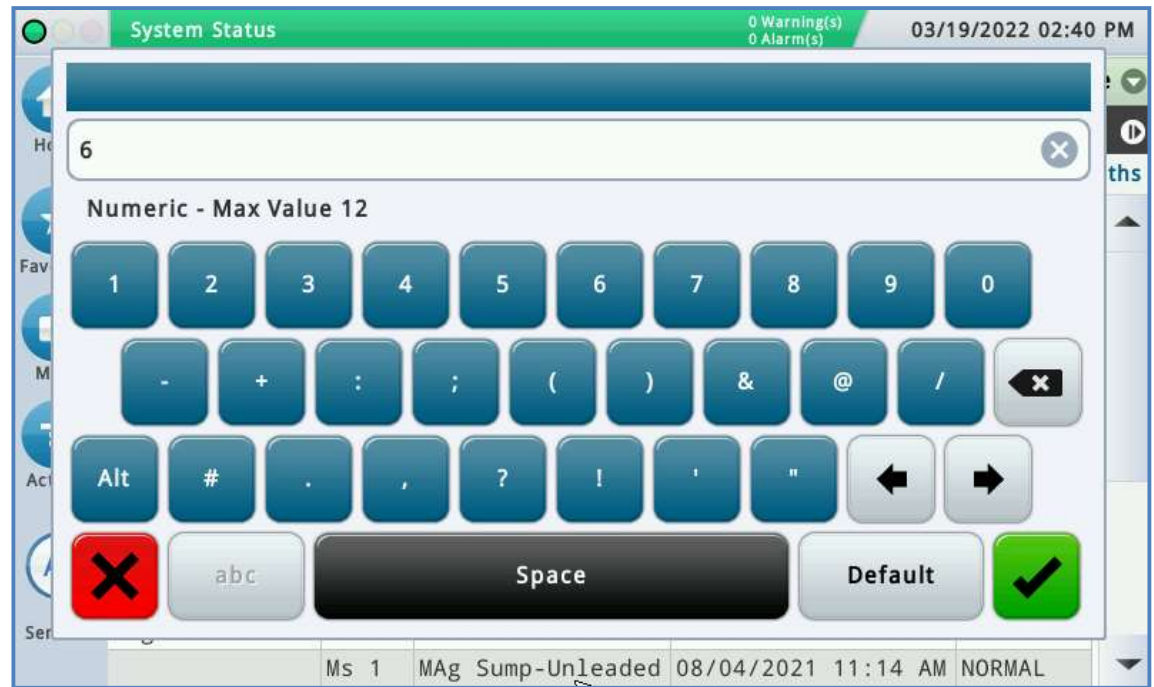 System Status
0 Warning(s)
0 Alarm(s)
03/19/2022 02:40 PM
6
ths
Numeric - Max Value 12
1 2 3 4 5 6 7 8 9 0
- + : ; ( ) & @ /
Alt # . , ? ! ' "
abc Space Default
Ms 1 MAg Sump-Unleaded 08/04/2021 11:14 AM NORMAL